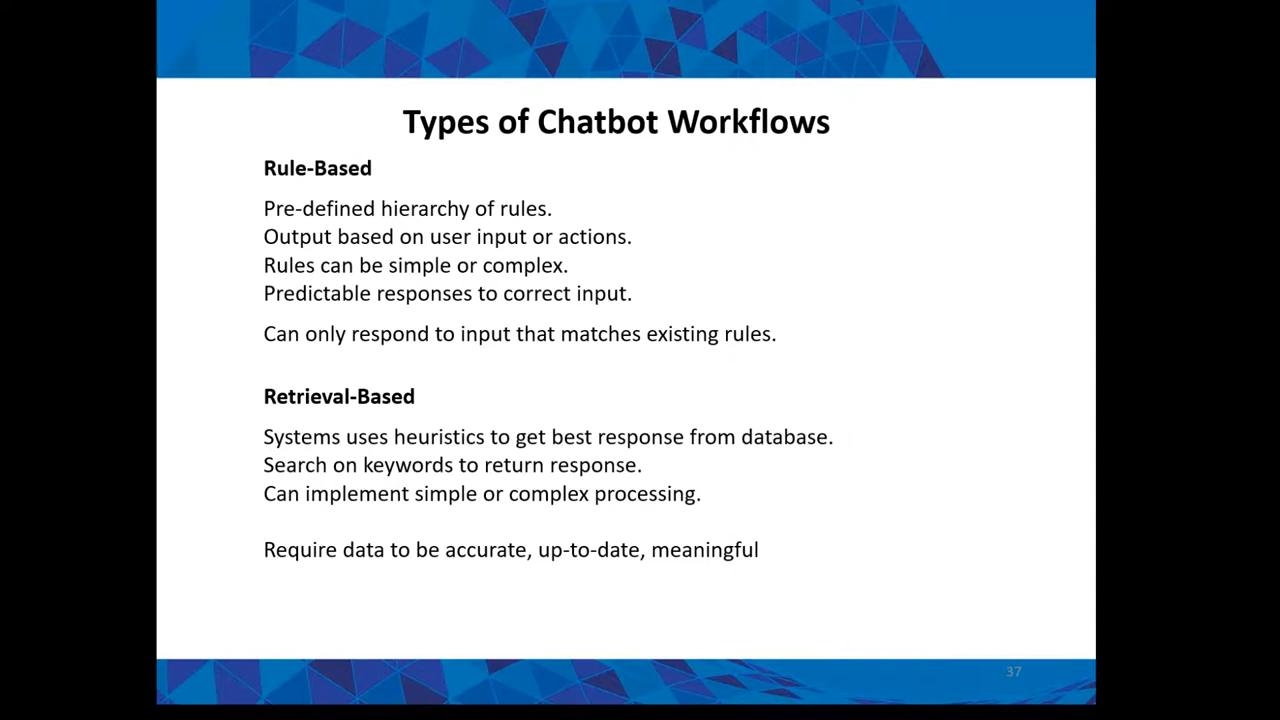 Types of Chatbot Workflows
Rule-Based
Pre-defined hierarchy of rules.
Output based on user input or actions.
Rules can be simple or complex.
Predictable responses to correct input.
Can only respond to input that matches existing rules.
Retrieval-Based
Systems uses heuristics to get best response from database.
Search on keywords to return response.
Can implement simple or complex processing.
Require data to be accurate, up-to-date, meaningful
37